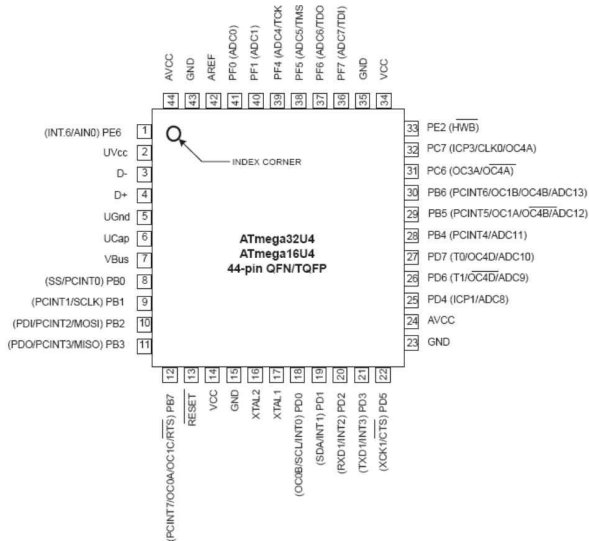 AVCC
GND
AREF
PF0 (ADC0)
PF1 (ADC1)
PF4 (ADC4/TCK
PF5 (ADC5/TMS
PF6 (ADC6/TDO
PF7 (ADC7/TDI)
GND
VCC
44
43
42
41
40
39
38
37
36
35
34
(INT.6/AIN0) PE6 1
UVcc 2
D- 3
D+ 4
UGnd 5
UCap 6
VBus 7
(SS/PCINT0) PB0 8
(PCINT1/SCLK) PB1 9
(PDI/PCINT2/MOSI) PB2 10
(PDO/PCINT3/MISO) PB3 11
INDEX CORNER
ATmega32U4
ATmega16U4
44-pin QFN/TQFP
33 PE2 (HWB)
32 PC7 (ICP3/CLK0/OC4A)
31 PC6 (OC3A/OC4A)
30 PB6 (PCINT6/OC1B/OC4B/ADC13)
29 PB5 (PCINT5/OC1A/OC4B/ADC12)
28 PB4 (PCINT4/ADC11)
27 PD7 (T0/OC4D/ADC10)
26 PD6 (T1/OC4D/ADC9)
25 PD4 (ICP1/ADC8)
24 AVCC
23 GND
12
13
14
15
16
17
18
19
20
21
22
(PCINT7/OC0A/OC1C/RTS) PB7
RESET
VCC
GND
XTAL2
XTAL1
(OC0B/SCL/INT0) PD0
(SDA/INT1) PD1
(RXD1/INT2) PD2
(TXD1/INT3) PD3
(XCK1/CTS) PD5